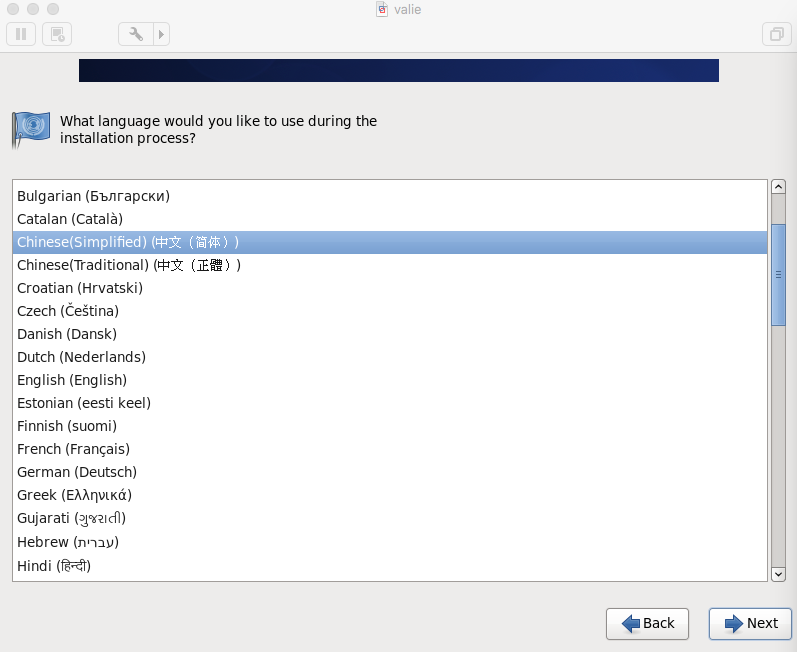 valie
What language would you like to use during the
installation process?
Bulgarian (Български)
Catalan (Català)
Chinese(Simplified) (中文（简体）)
Chinese(Traditional) (中文（正體）)
Croatian (Hrvatski)
Czech (Čeština)
Danish (Dansk)
Dutch (Nederlands)
English (English)
Estonian (eesti keel)
Finnish (suomi)
French (Français)
German (Deutsch)
Greek (Ελληνικά)
Gujarati (ગુજરાતી)
Hebrew (עברית)
Hindi (हिन्दी)
Back
Next